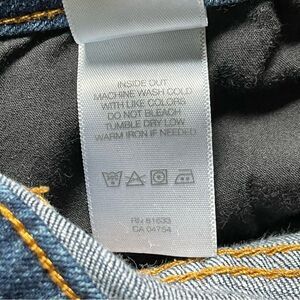 INSIDE OUT
MACHINE WASH COLD
WITH LIKE COLORS
DO NOT BLEACH
TUMBLE DRY LOW
WARM IRON IF NEEDED
RN 81633
CA 04754